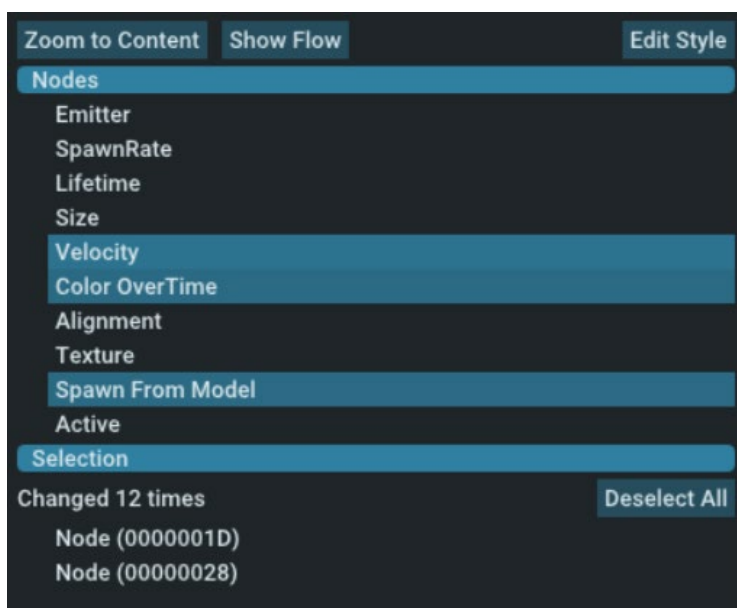 Zoom to Content Show Flow Edit Style
Nodes
Emitter
SpawnRate
Lifetime
Size
Velocity
Color OverTime
Alignment
Texture
Spawn From Model
Active
Selection
Changed 12 times Deselect All
Node (0000001D)
Node (00000028)